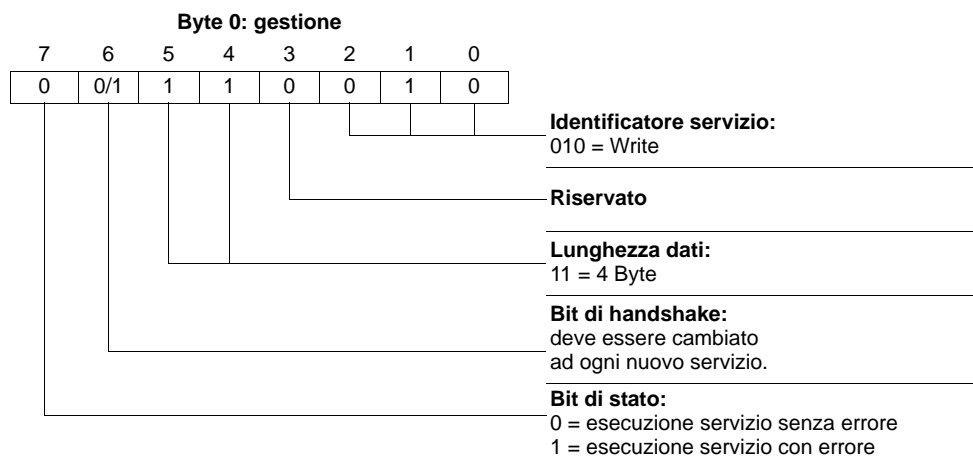 Byte 0: gestione
7 6 5 4 3 2 1 0
0 0/1 1 1 0 0 1 0
Identificatore servizio:
010 = Write
Riservato
Lunghezza dati:
11 = 4 Byte
Bit di handshake:
deve essere cambiato
ad ogni nuovo servizio.
Bit di stato:
0 = esecuzione servizio senza errore
1 = esecuzione servizio con errore